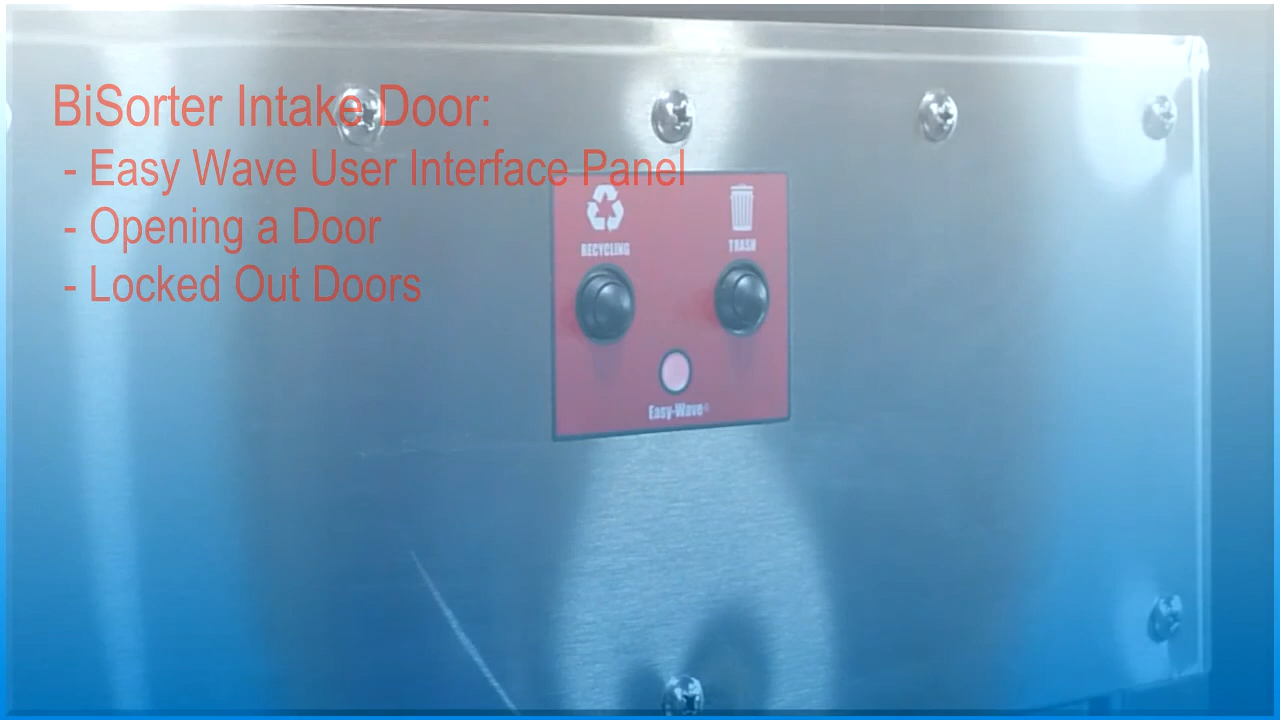 BiSorter Intake Door:
- Easy Wave User Interface Panel
- Opening a Door
- Locked Out Doors
RECYCLING TRASH
Easy-Wave®